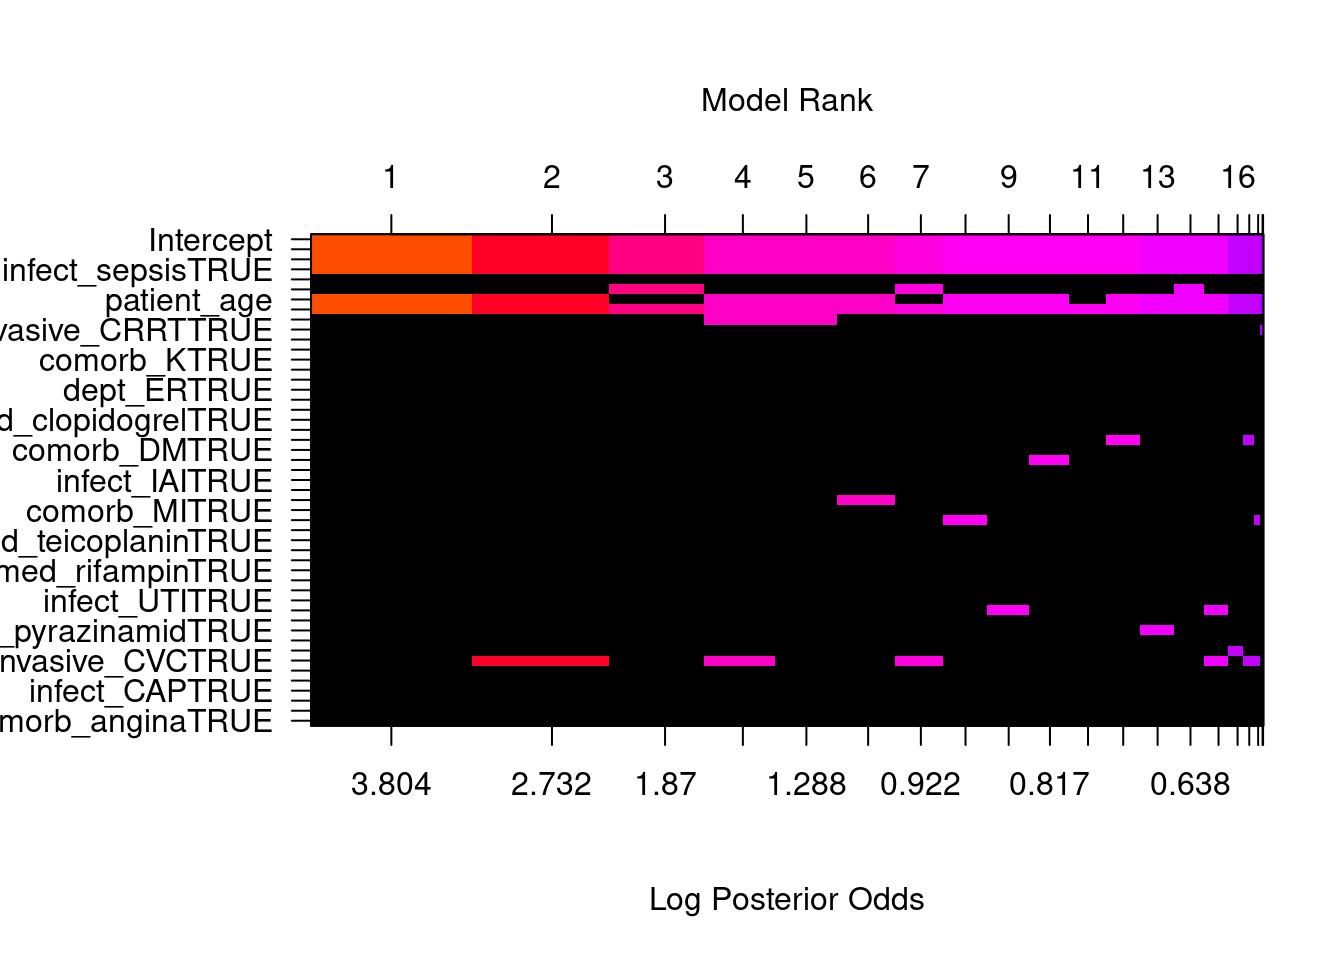 Model Rank
1 2 3 4 5 6 7 9 11 13 16
Intercept
infect_sepsisTRUE
patient_age
vasive_CRRTTRUE
comorb_KTRUE
dept_ERTRUE
d_clopidogrelTRUE
comorb_DMTRUE
infect_IAITRUE
comorb_MITRUE
d_teicoplaninTRUE
med_rifampinTRUE
infect_UTITRUE
_pyrazinamidTRUE
nvasive_CVCTRUE
infect_CAPTRUE
morb_anginaTRUE
3.804 2.732 1.87 1.288 0.922 0.817 0.638
Log Posterior Odds